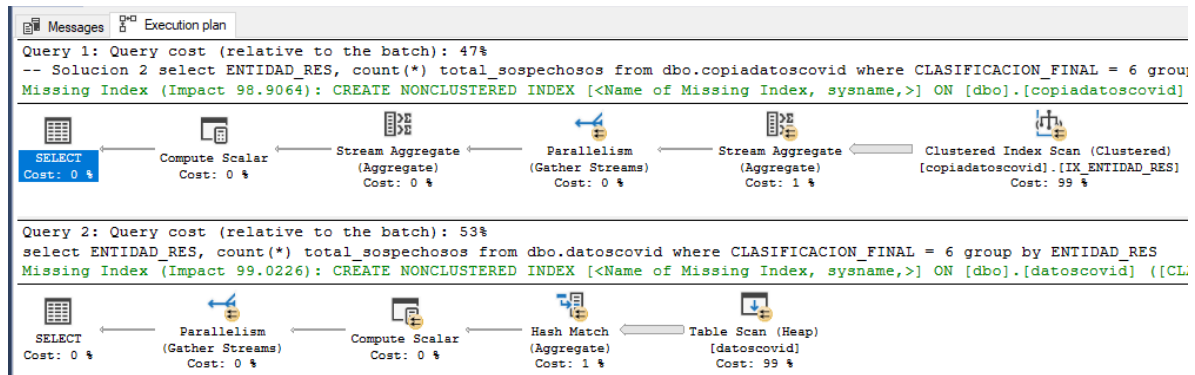 Messages Execution plan
Query 1: Query cost (relative to the batch): 47%
-- Solucion 2 select ENTIDAD_RES, count(*) total_sospechosos from dbo.copiadatoscovid where CLASIFICACION_FINAL = 6 grou
Missing Index (Impact 98.9064): CREATE NONCLUSTERED INDEX [<Name of Missing Index, sysname,>] ON [dbo].[copiadatoscovid]
SELECT
Cost: 0 %
Compute Scalar
Cost: 0 %
Stream Aggregate
(Aggregate)
Cost: 0 %
Parallelism
(Gather Streams)
Cost: 0 %
Stream Aggregate
(Aggregate)
Cost: 1 %
Clustered Index Scan (Clustered)
[copiadatoscovid].[IX_ENTIDAD_RES]
Cost: 99 %
Query 2: Query cost (relative to the batch): 53%
select ENTIDAD_RES, count(*) total_sospechosos from dbo.datoscovid where CLASIFICACION_FINAL = 6 group by ENTIDAD_RES
Missing Index (Impact 99.0226): CREATE NONCLUSTERED INDEX [<Name of Missing Index, sysname,>] ON [dbo].[datoscovid] ([CL
SELECT
Cost: 0 %
Parallelism
(Gather Streams)
Cost: 0 %
Compute Scalar
Cost: 0 %
Hash Match
(Aggregate)
Cost: 1 %
Table Scan (Heap)
[datoscovid]
Cost: 99 %